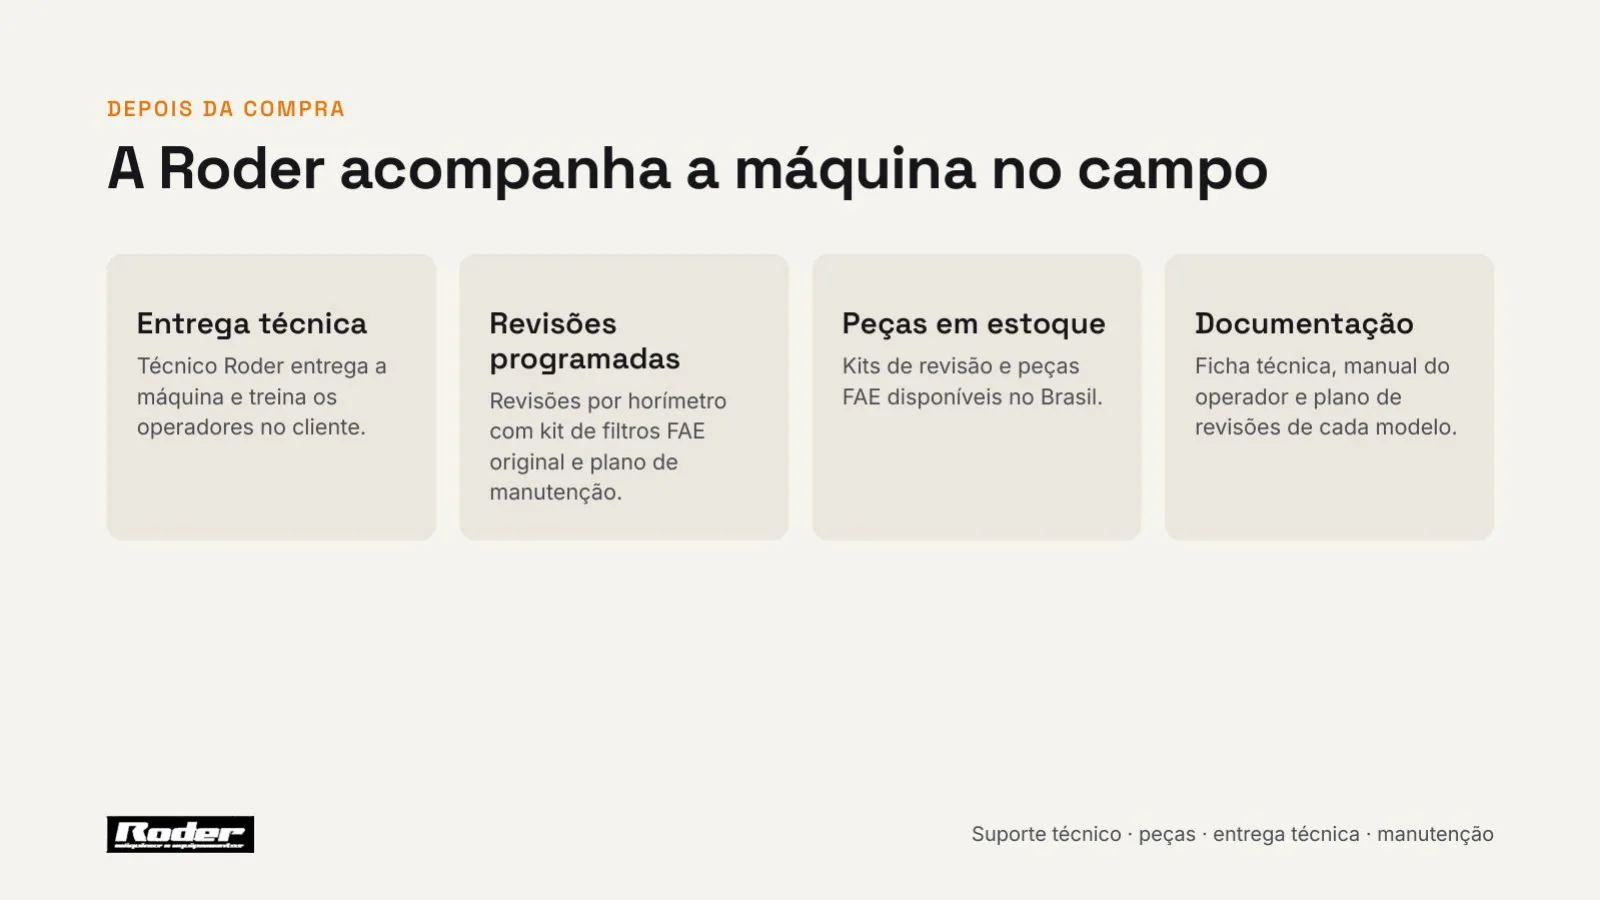 DEPOIS DA COMPRA
A Roder acompanha a máquina no campo
Entrega técnica
Técnico Roder entrega a
máquina e treina os
operadores no cliente.
Revisões
programadas
Revisões por horímetro
com kit de filtros FAE
original e plano de
manutenção.
Peças em estoque
Kits de revisão e peças
FAE disponíveis no Brasil.
Documentação
Ficha técnica, manual do
operador e plano de
revisões de cada modelo.
Roder
máquinas e equipamentos
Suporte técnico · peças · entrega técnica · manutenção